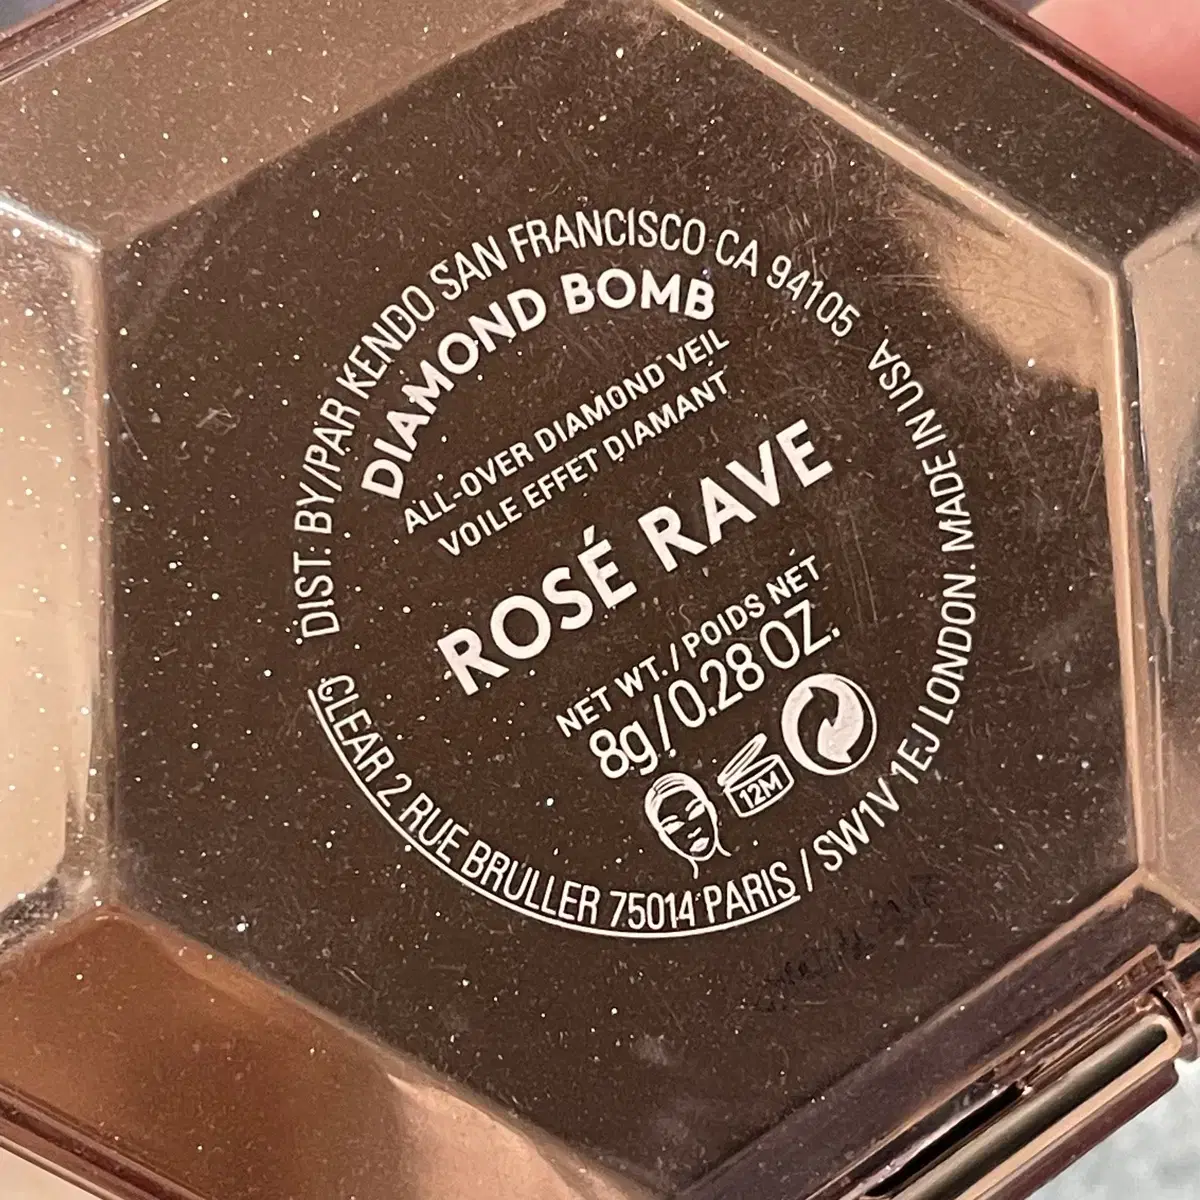 DIST. BY/PAR KENDO SAN FRANCISCO CA 94105
DIAMOND BOMB
ALL-OVER DIAMOND VEIL
VOILE EFFET DIAMANT
ROSÉ RAVE
NET WT. / POIDS NET
8g / 0.28 OZ.
12M
CLEAR 2 RUE BRULLER 75014 PARIS / SW1V 1EJ LONDON. MADE IN USA